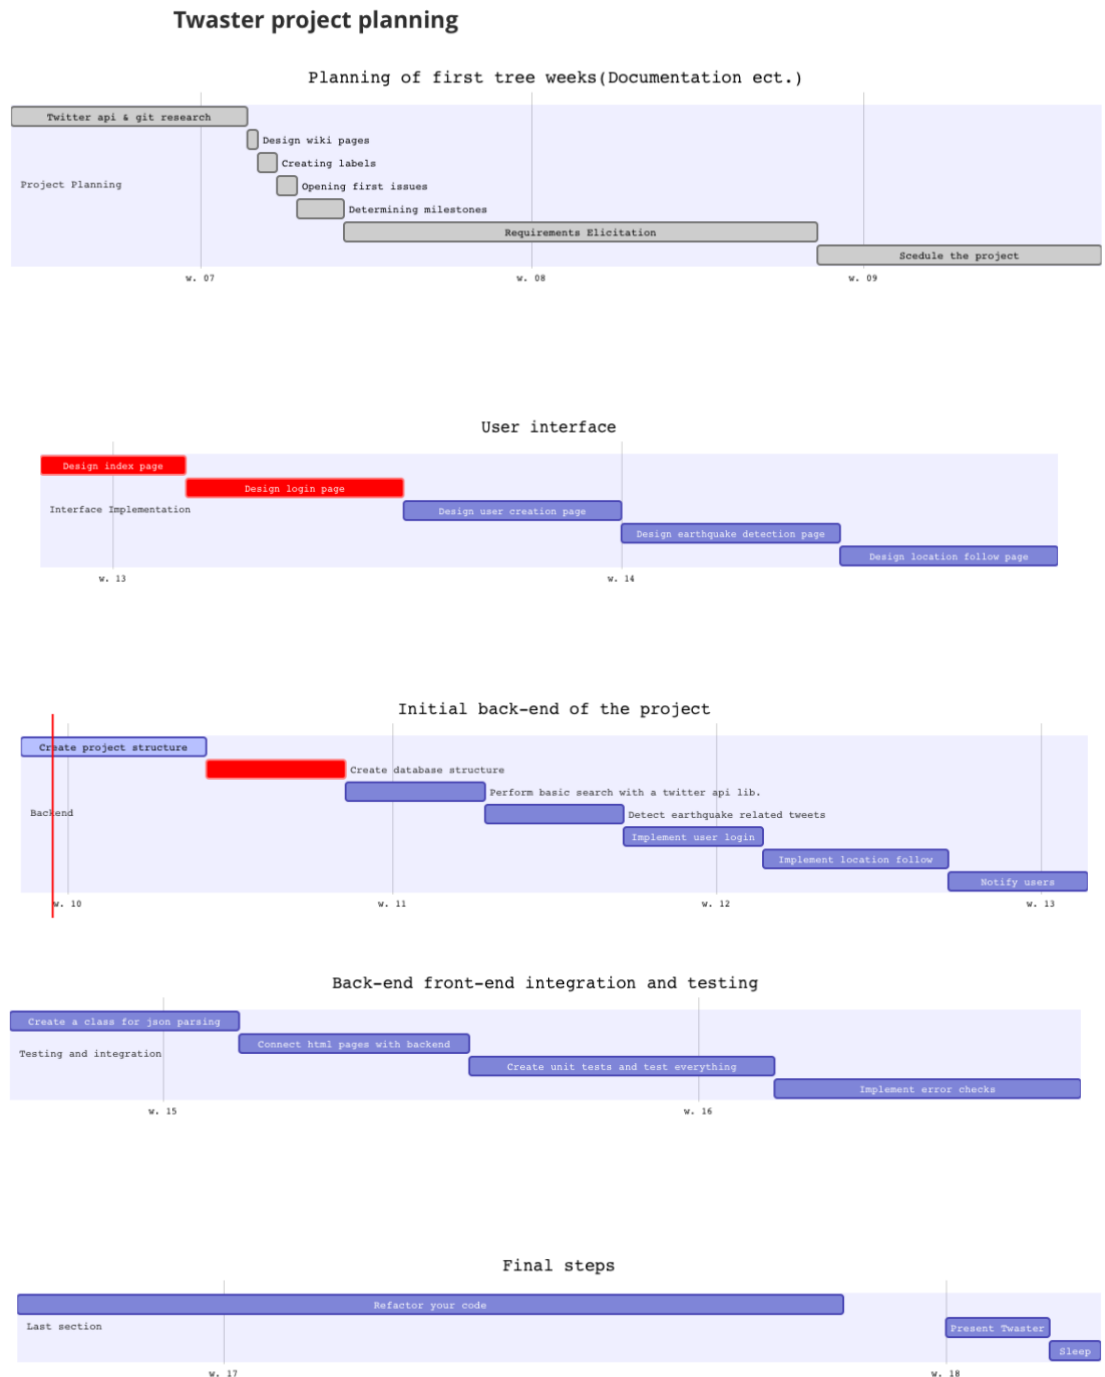 Twaster project planning
Planning of first tree weeks(Documentation ect.)
Twitter api & git research
Design wiki pages
Creating labels
Project Planning
Opening first issues
Determining milestones
Requirements Elicitation
Scedule the project
w. 07
w. 08
w. 09
User interface
Design index page
Design login page
Interface Implementation
Design user creation page
Design earthquake detection page
Design location follow page
w. 13
w. 14
Initial back-end of the project
Create project structure
Create database structure
Perform basic search with a twitter api lib.
Backend
Detect earthquake related tweets
Implement user login
Implement location follow
Notify users
w. 10
w. 11
w. 12
w. 13
Back-end front-end integration and testing
Create a class for json parsing
Connect html pages with backend
Testing and integration
Create unit tests and test everything
Implement error checks
w. 15
w. 16
Final steps
Refactor your code
Last section
Present Twaster
Sleep
w. 17
w. 18